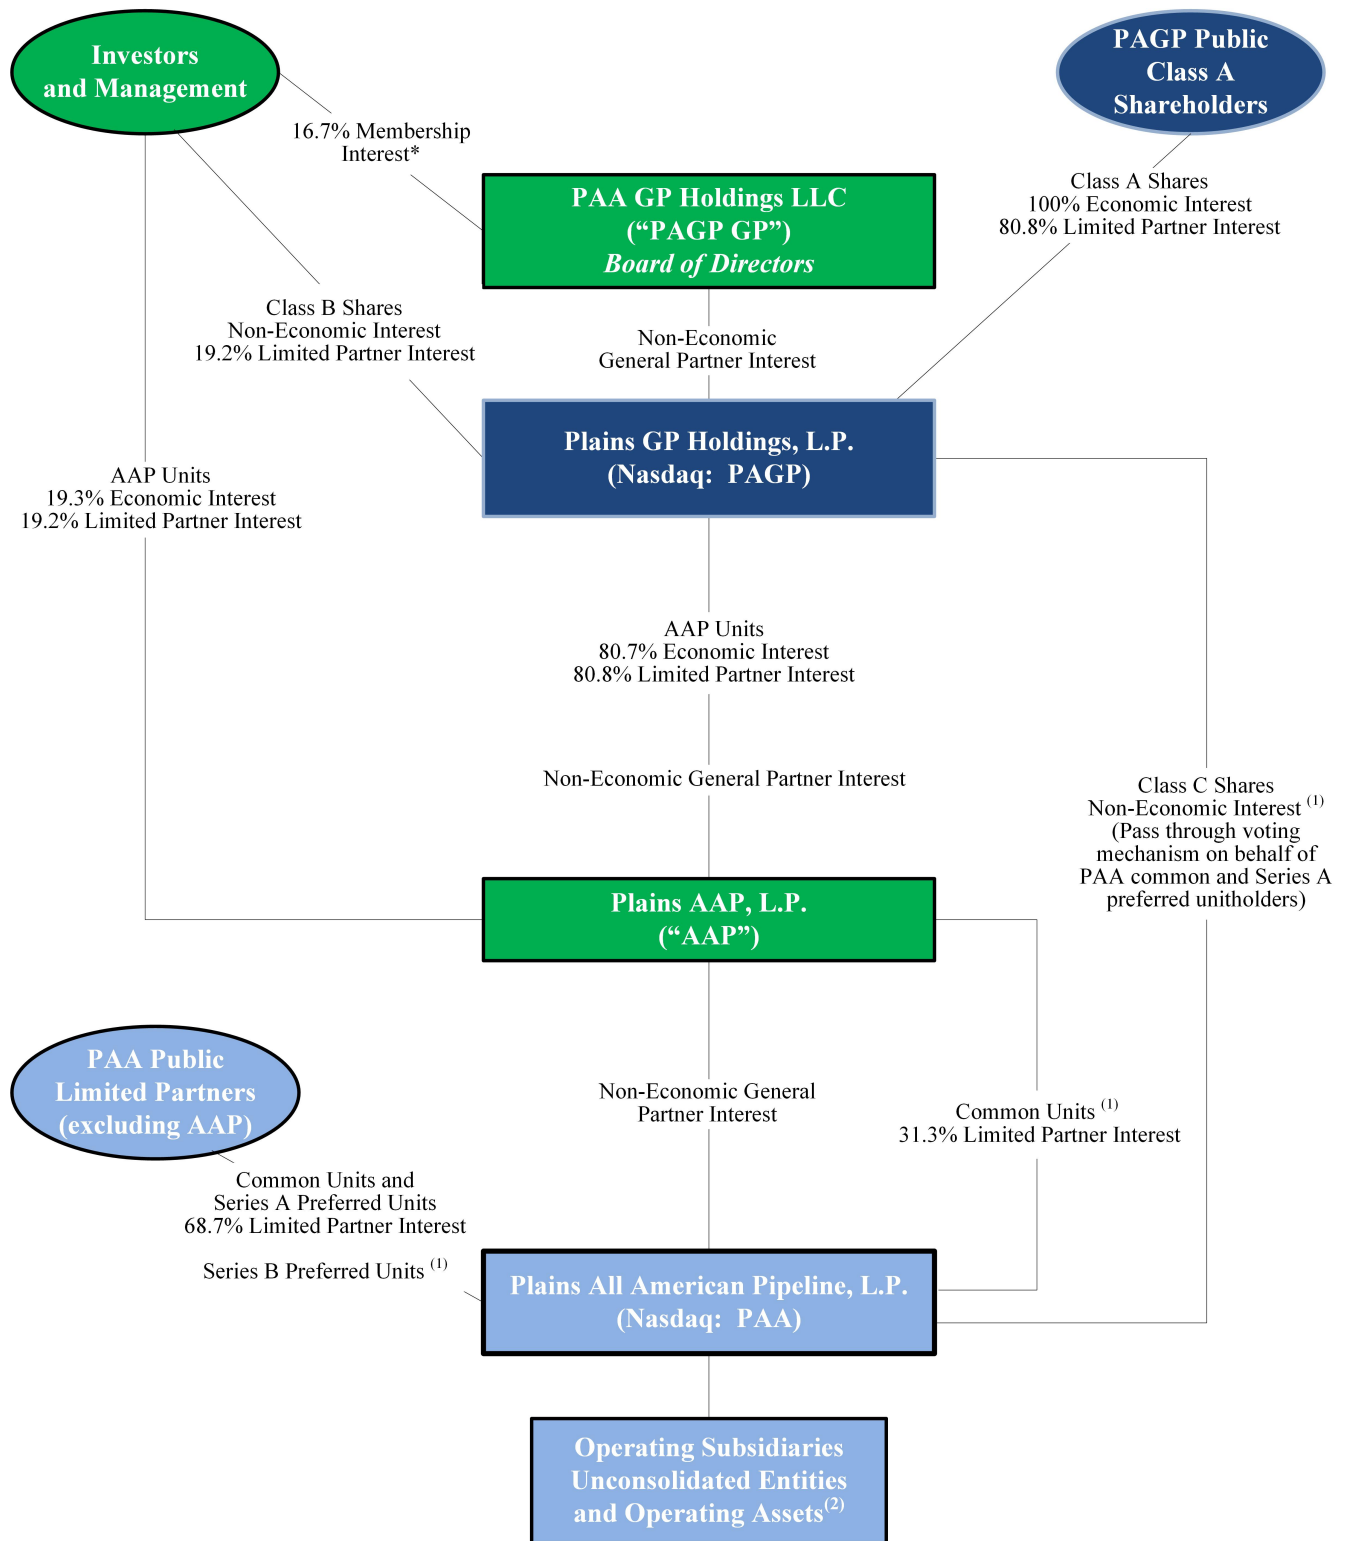 Investors
and Management
PAGP Public
Class A
Shareholders
16.7% Membership
Interest*
PAA GP Holdings LLC
(“PAGP GP”)
Board of Directors
Class A Shares
100% Economic Interest
80.8% Limited Partner Interest
Class B Shares
Non-Economic Interest
19.2% Limited Partner Interest
Non-Economic
General Partner Interest
Plains GP Holdings, L.P.
(Nasdaq:  PAGP)
AAP Units
19.3% Economic Interest
19.2% Limited Partner Interest
AAP Units
80.7% Economic Interest
80.8% Limited Partner Interest
Non-Economic General Partner Interest
Class C Shares
Non-Economic Interest (1)
(Pass through voting
mechanism on behalf of
PAA common and Series A
preferred unitholders)
Plains AAP, L.P.
(“AAP”)
PAA Public
Limited Partners
(excluding AAP)
Non-Economic General
Partner Interest
Common Units (1)
31.3% Limited Partner Interest
Common Units and
Series A Preferred Units
68.7% Limited Partner Interest
Series B Preferred Units (1)
Plains All American Pipeline, L.P.
(Nasdaq:  PAA)
Operating Subsidiaries
Unconsolidated Entities
and Operating Assets(2)